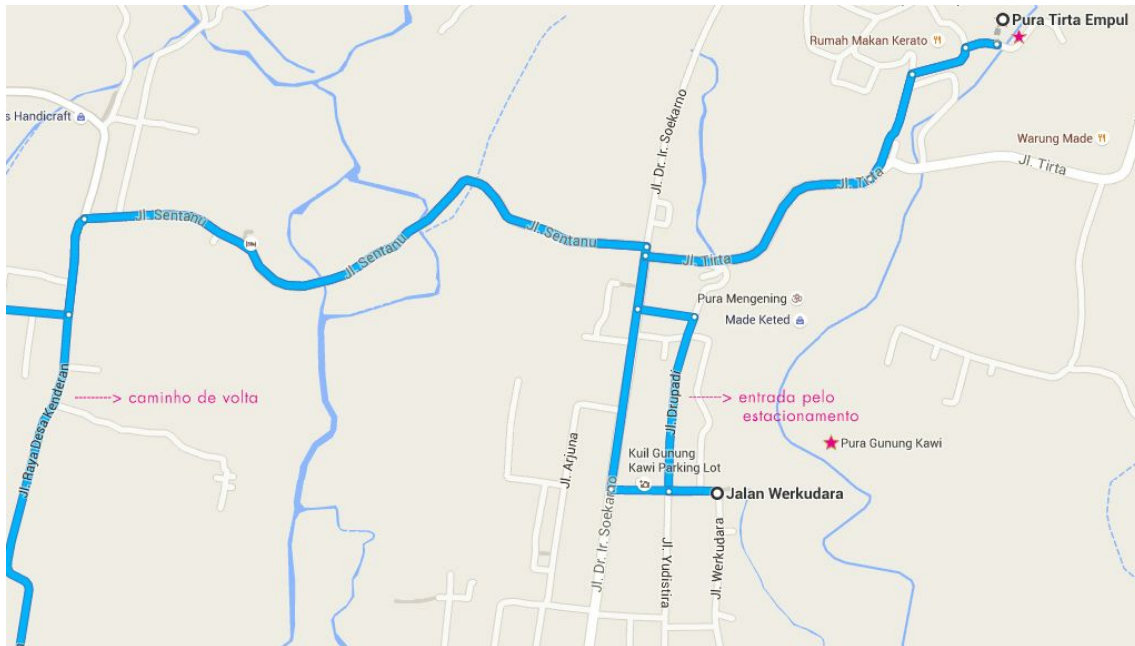 Pura Tirta Empul
Rumah Makan Kerato
s Handicraft
Warung Made
Jl. Tirta
Jl. Dr. Ir. Soekarno
Jl. Tirta
Jl. Sentanu
Jl. Sentanu
Jl. Sentanu
Jl. Tirta
Pura Mengening
Made Keted
Jl. Raya Desa Kenderan
-------> caminho de volta
Jl. Drupadi
-------> entrada pelo
estacionamento
Jl. Arjuna
Kuil Gunung
Kawi Parking Lot
Pura Gunung Kawi
Jalan Werkudara
Jl. Dr. Ir. Soekarno
Jl. Yudistira
Jl. Werkudara